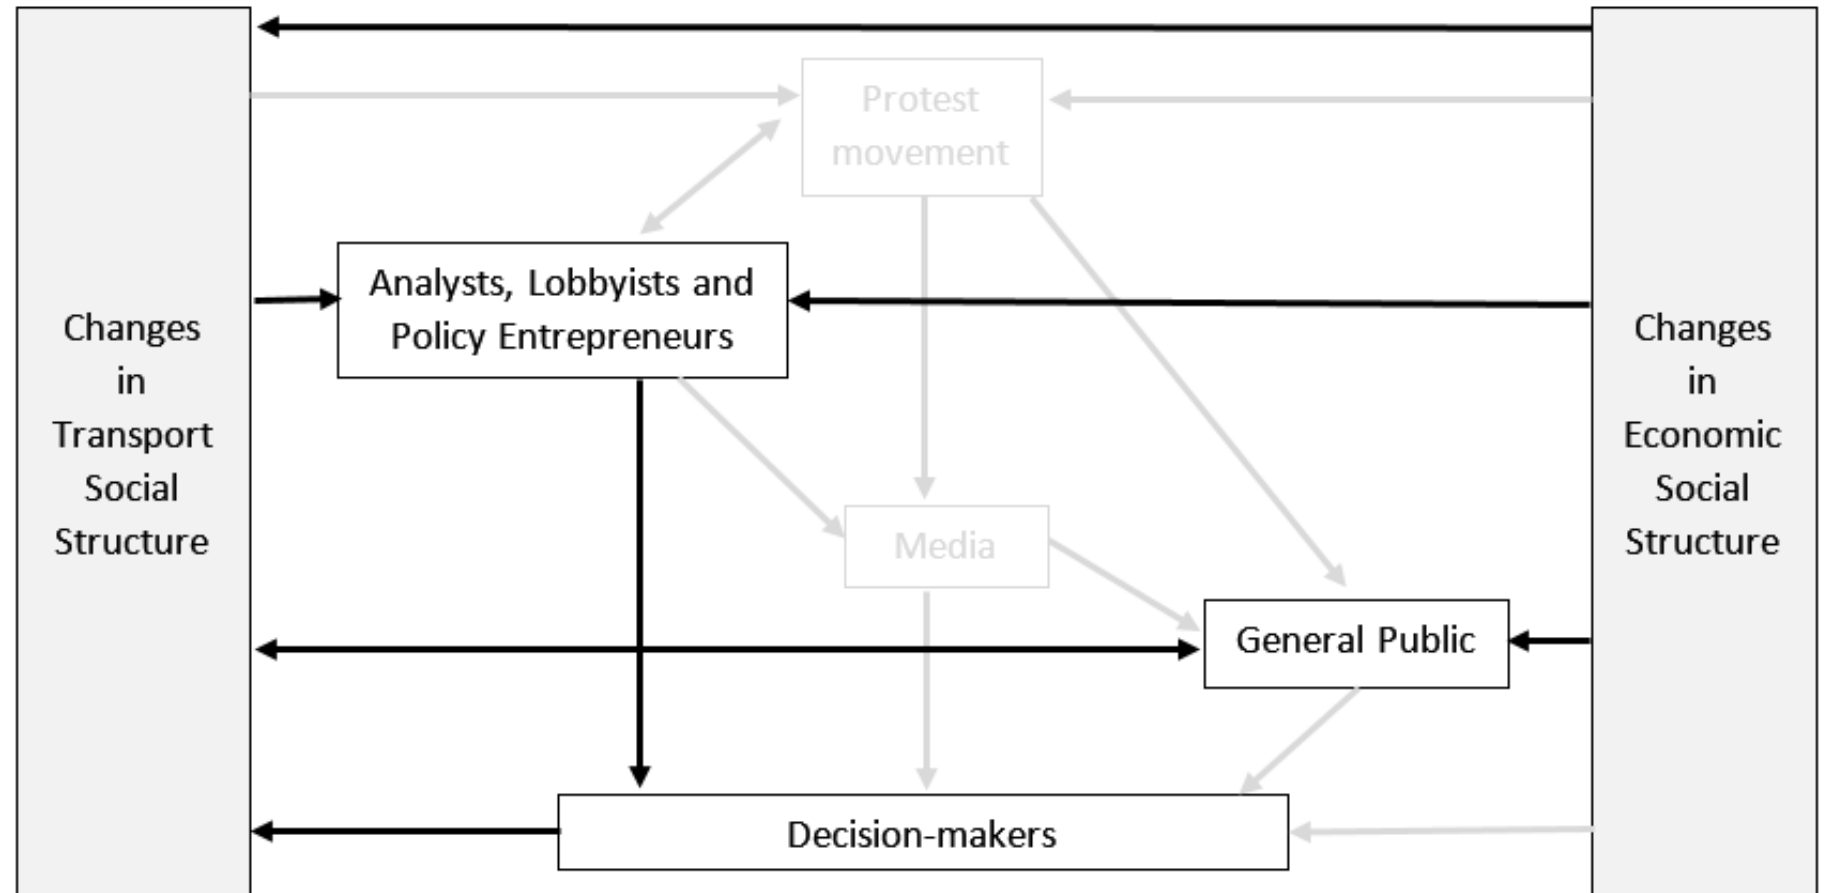 Protest
movement
Analysts, Lobbyists and
Policy Entrepreneurs
Changes
in
Transport
Social
Structure
Changes
in
Economic
Social
Structure
Media
General Public
Decision-makers